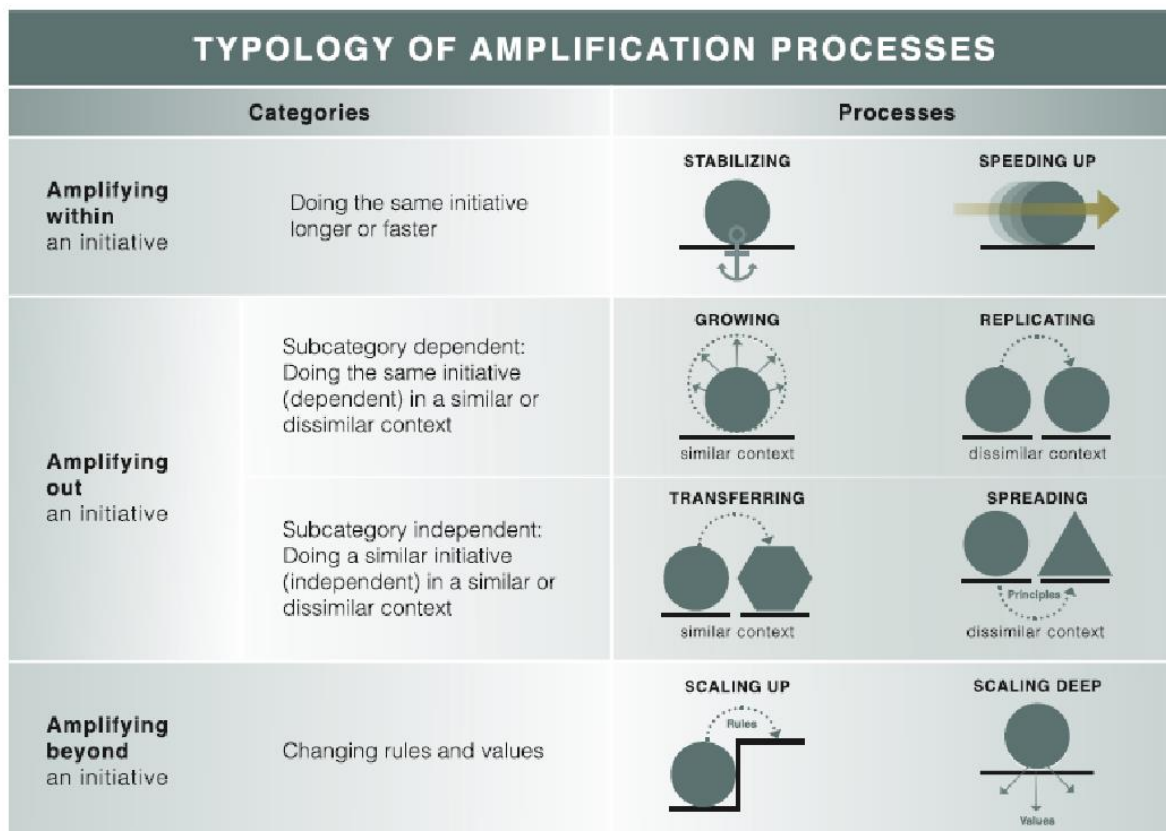 TYPOLOGY OF AMPLIFICATION PROCESSES
Categories
Processes
Amplifying
within
an initiative
Doing the same initiative
longer or faster
STABILIZING
SPEEDING UP
Amplifying
out
an initiative
Subcategory dependent:
Doing the same initiative
(dependent) in a similar or
dissimilar context
GROWING
similar context
REPLICATING
dissimilar context
Subcategory independent:
Doing a similar initiative
(independent) in a similar or
dissimilar context
TRANSFERRING
similar context
SPREADING
Principles
dissimilar context
Amplifying
beyond
an initiative
Changing rules and values
SCALING UP
Rules
SCALING DEEP
Values